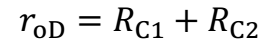 r_oD = R_C1 + R_C2